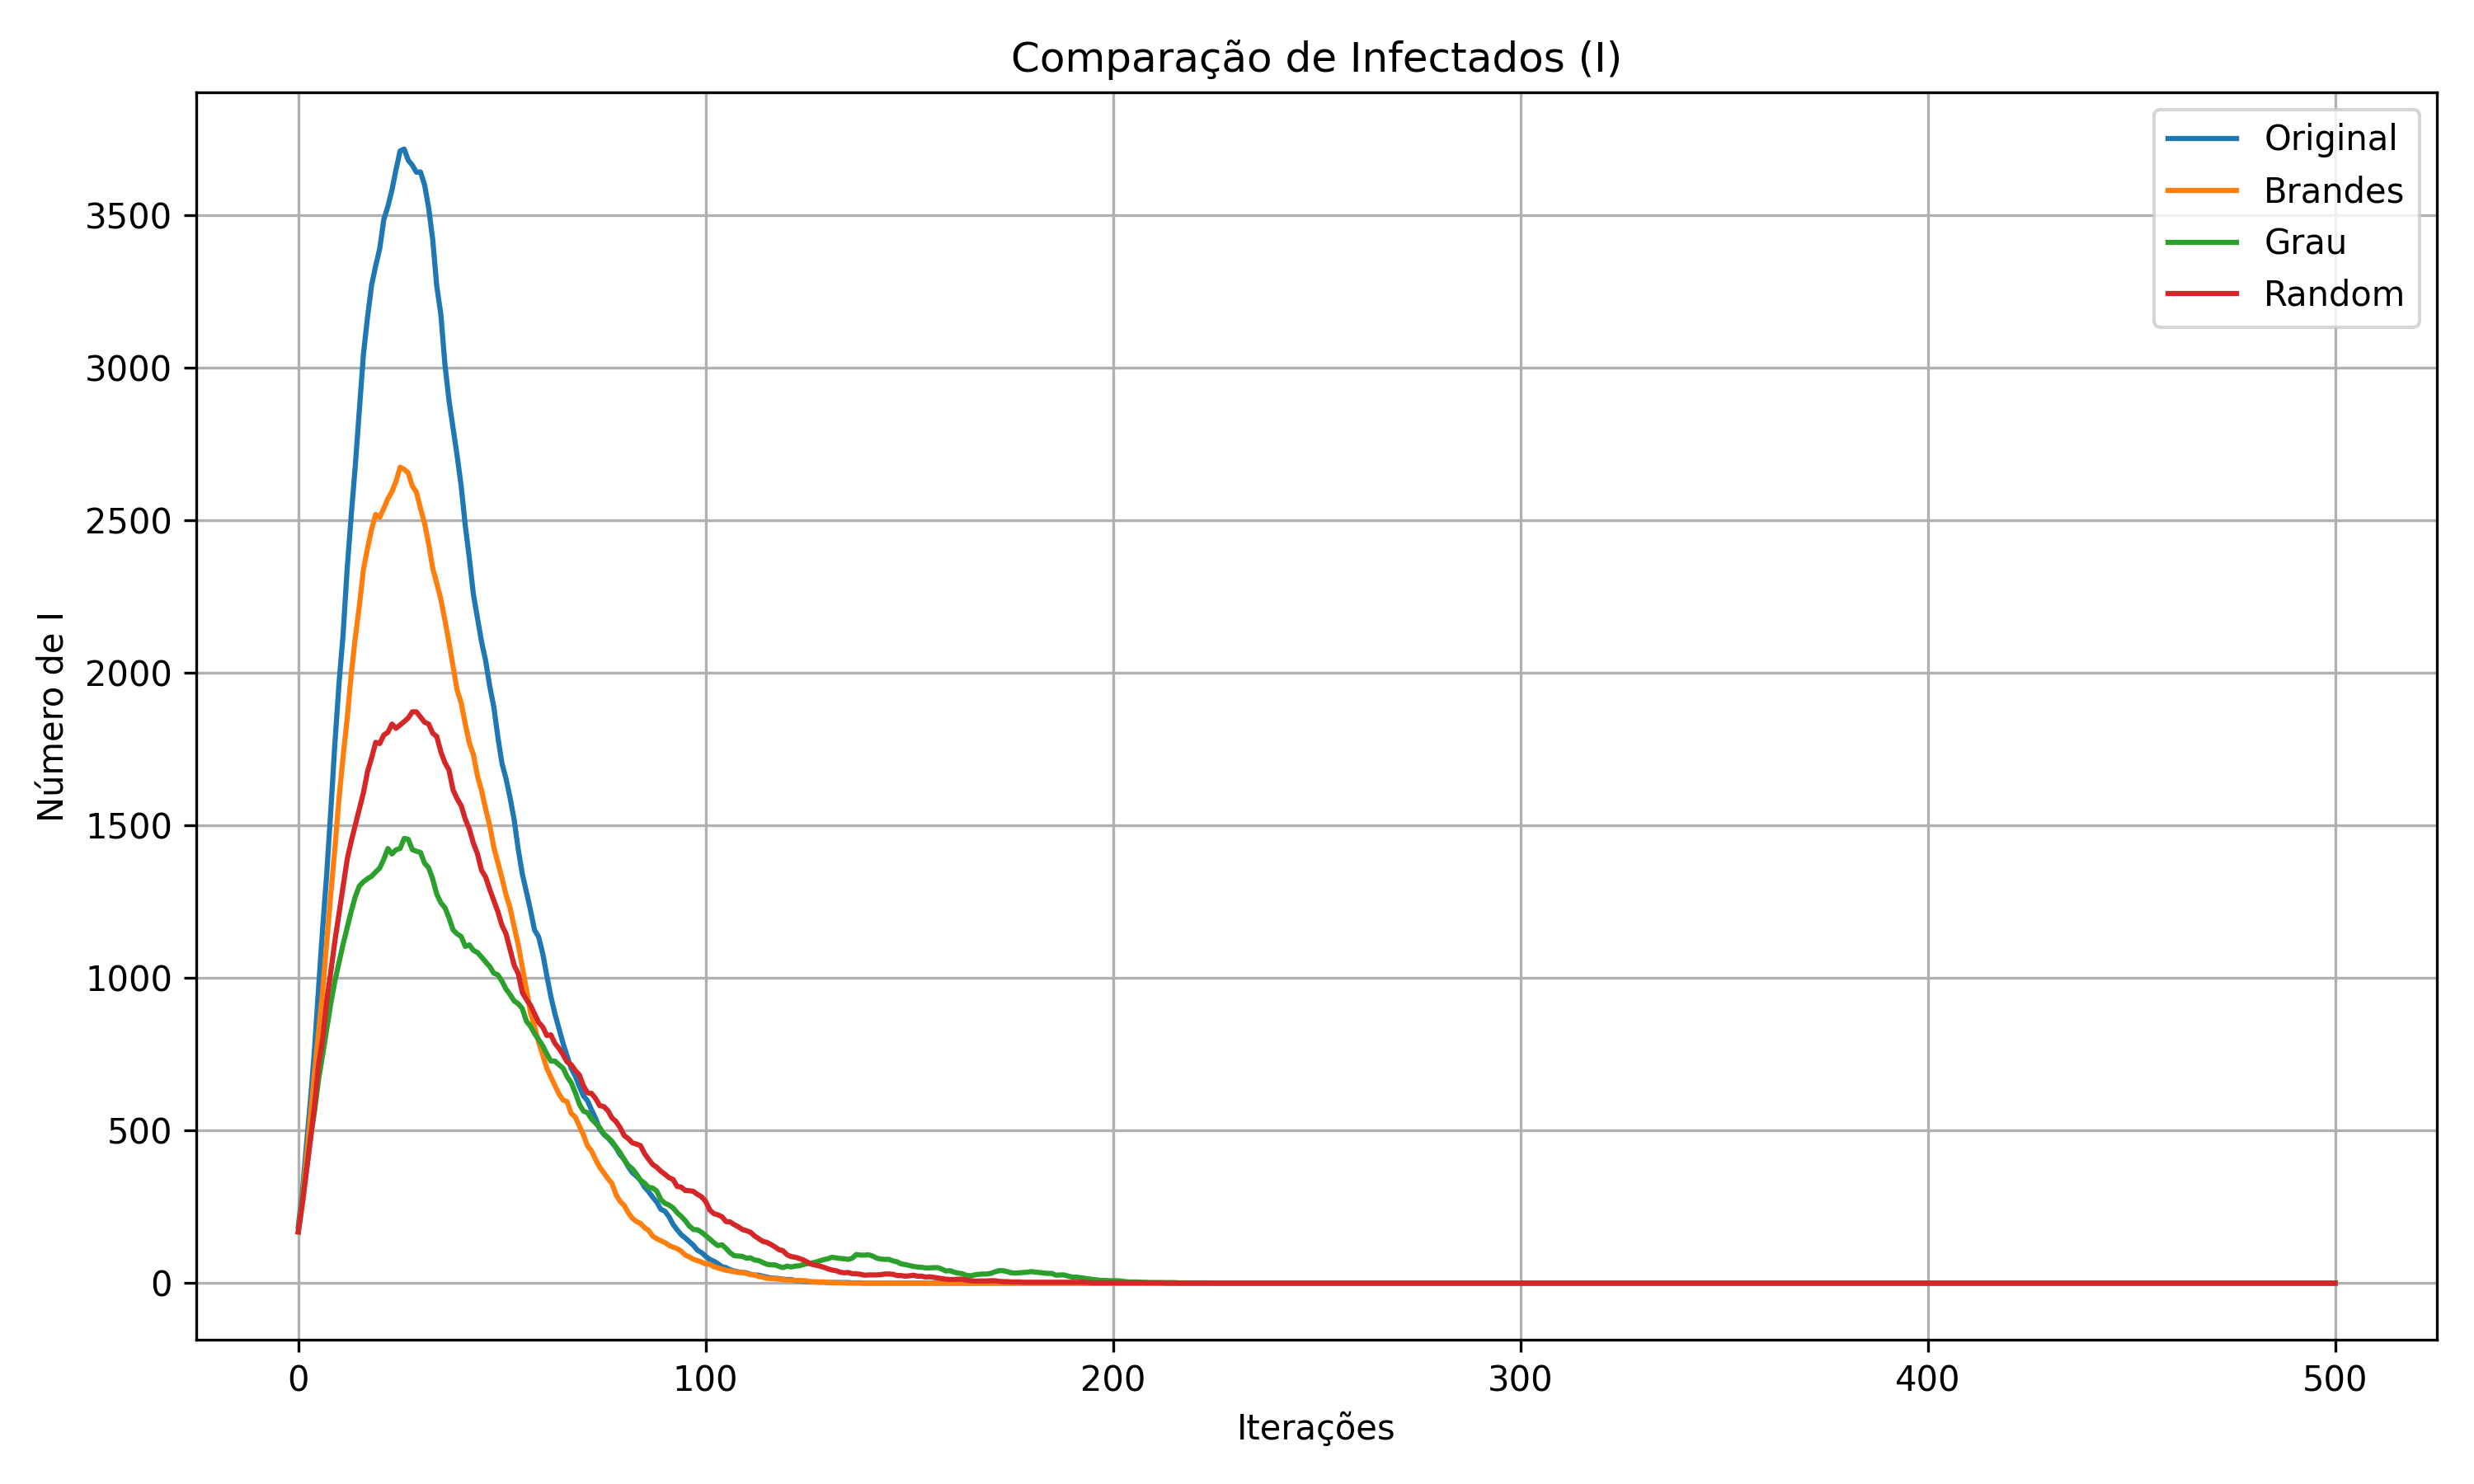 Comparação de Infectados (I)
Original
Brandes
Grau
Random
Número de I
3500
3000
2500
2000
1500
1000
500
0
0 100 200 300 400 500
Iterações